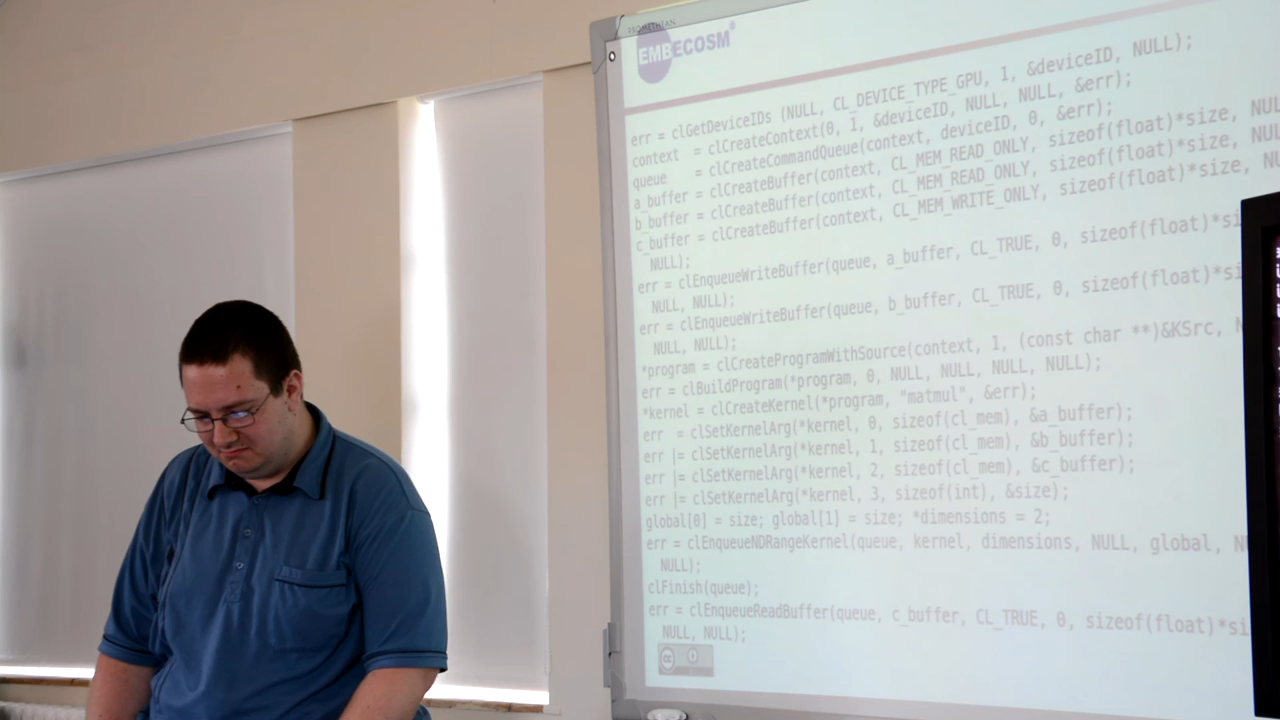 PROMETHEAN
EMBECOSM®
err = clGetDeviceIDs (NULL, CL_DEVICE_TYPE_GPU, 1, &deviceID, NULL);
context = clCreateContext(0, 1, &deviceID, NULL, NULL, &err);
queue = clCreateCommandQueue(context, deviceID, 0, &err);
a_buffer = clCreateBuffer(context, CL_MEM_READ_ONLY, sizeof(float)*size, NUL
b_buffer = clCreateBuffer(context, CL_MEM_READ_ONLY, sizeof(float)*size, NUL
c_buffer = clCreateBuffer(context, CL_MEM_WRITE_ONLY, sizeof(float)*size, N
NULL);
err = clEnqueueWriteBuffer(queue, a_buffer, CL_TRUE, 0, sizeof(float)*si
NULL, NULL);
err = clEnqueueWriteBuffer(queue, b_buffer, CL_TRUE, 0, sizeof(float)*si
NULL, NULL);
*program = clCreateProgramWithSource(context, 1, (const char **)&KSrc, N
err = clBuildProgram(*program, 0, NULL, NULL, NULL, NULL);
*kernel = clCreateKernel(*program, "matmul", &err);
err = clSetKernelArg(*kernel, 0, sizeof(cl_mem), &a_buffer);
err |= clSetKernelArg(*kernel, 1, sizeof(cl_mem), &b_buffer);
err |= clSetKernelArg(*kernel, 2, sizeof(cl_mem), &c_buffer);
err |= clSetKernelArg(*kernel, 3, sizeof(int), &size);
global[0] = size; global[1] = size; *dimensions = 2;
err = clEnqueueNDRangeKernel(queue, kernel, dimensions, NULL, global, NU
NULL);
clFinish(queue);
err = clEnqueueReadBuffer(queue, c_buffer, CL_TRUE, 0, sizeof(float)*si
NULL, NULL);
cc